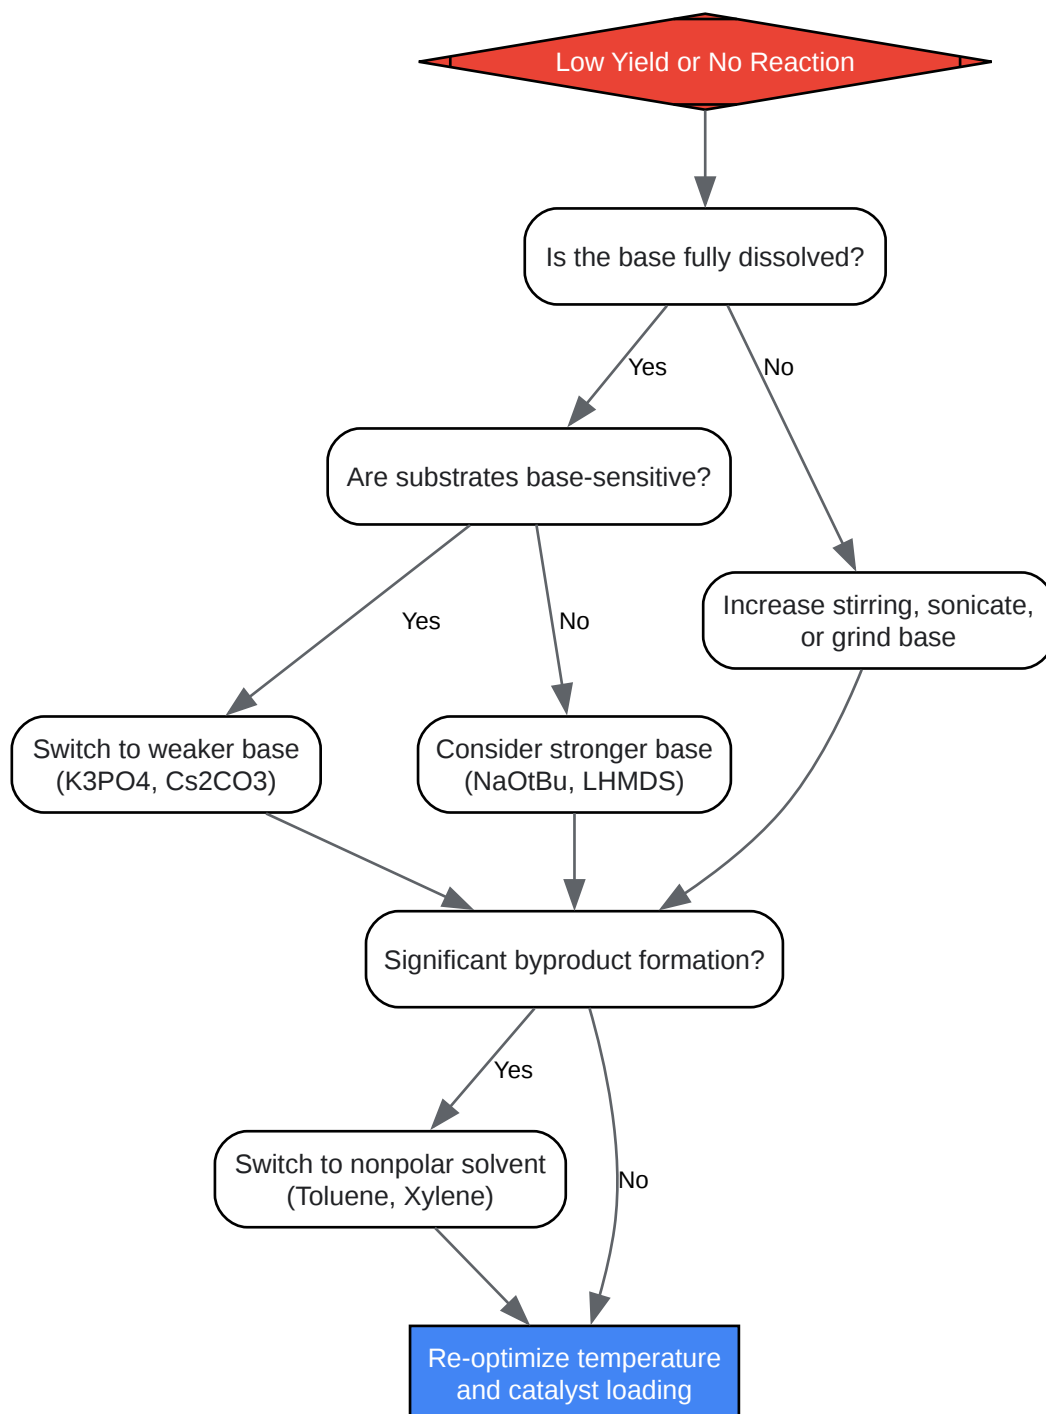 Low Yield or No Reaction
Is the base fully dissolved?
Yes
No
Are substrates base-sensitive?
Increase stirring, sonicate,
or grind base
Yes
No
Switch to weaker base
(K3PO4, Cs2CO3)
Consider stronger base
(NaOtBu, LHMDS)
Significant byproduct formation?
Yes
Switch to nonpolar solvent
(Toluene, Xylene)
No
Re-optimize temperature
and catalyst loading